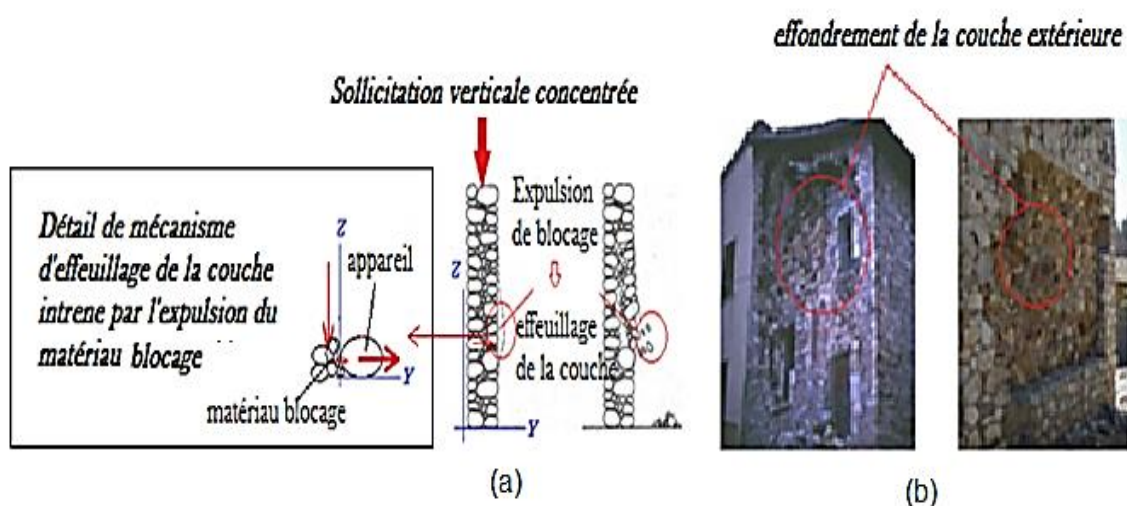 effondrement de la couche extérieure
Sollicitation verticale concentrée
Détail de mécanisme
d'effeuillage de la couche
intrene par l'expulsion du
matériau blocage
Z
appareil
Y
matériau blocage
Z
Expulsion
de blocage
effeuillage
de la couche
Y
(a)
(b)